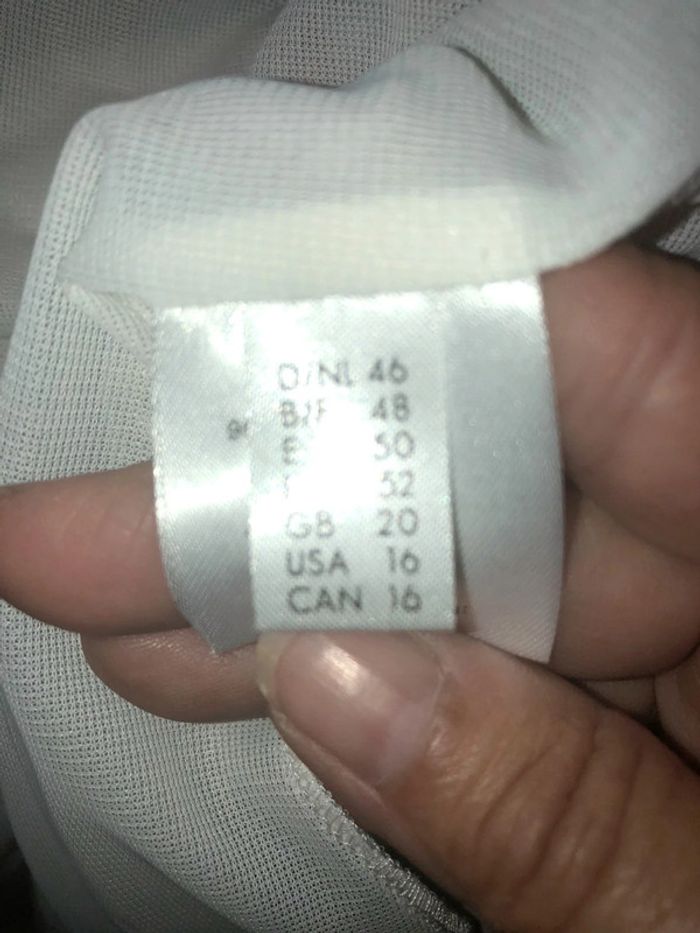 D/NL 46
B/F 48
E 50
52
GB 20
USA 16
CAN 16